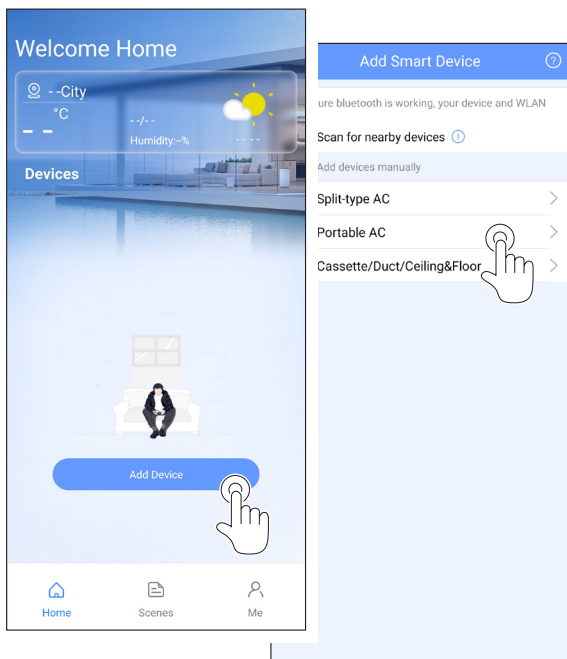 Welcome Home
--City
°C
--
--/--
Humidity:--%
-- --
Devices
Add Device
Home
Scenes
Me
Add Smart Device
?
ure bluetooth is working, your device and WLAN
Scan for nearby devices
Add devices manually
Split-type AC
Portable AC
Cassette/Duct/Ceiling&Floor